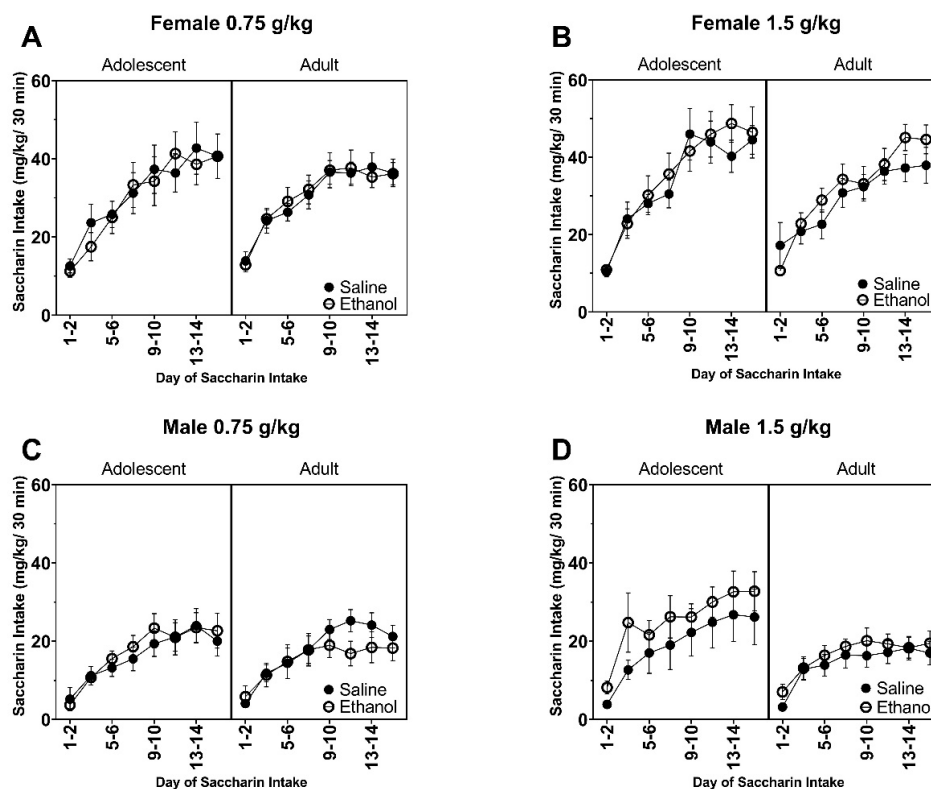 A
Female 0.75 g/kg
Adolescent
Adult
Saccharin Intake (mg/kg/ 30 min)
60
40
20
0
Saline
Ethanol
1-2
5-6
9-10
13-14
1-2
5-6
9-10
13-14
Day of Saccharin Intake
B
Female 1.5 g/kg
Adolescent
Adult
Saccharin Intake (mg/kg/ 30 min)
60
40
20
0
Saline
Ethanol
1-2
5-6
9-10
13-14
1-2
5-6
9-10
13-14
Day of Saccharin Intake
C
Male 0.75 g/kg
Adolescent
Adult
Saccharin Intake (mg/kg/ 30 min)
60
40
20
0
Saline
Ethanol
1-2
5-6
9-10
13-14
1-2
5-6
9-10
13-14
Day of Saccharin Intake
D
Male 1.5 g/kg
Adolescent
Adult
Saccharin Intake (mg/kg/ 30 min)
60
40
20
0
Saline
Ethanol
1-2
5-6
9-10
13-14
1-2
5-6
9-10
13-14
Day of Saccharin Intake